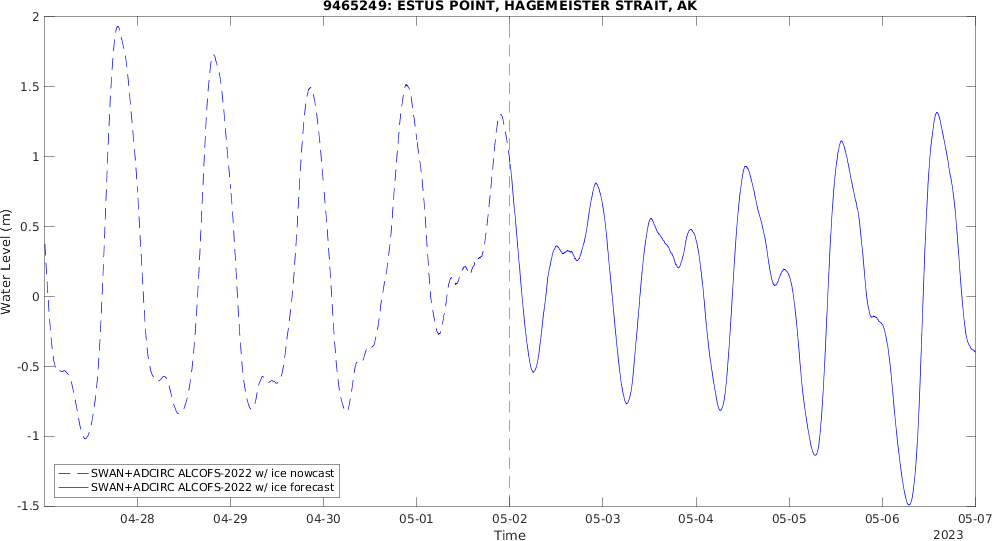 9465249: ESTUS POINT, HAGEMEISTER STRAIT, AK
2
1.5
1
0.5
0
-0.5
-1
-1.5
Water Level (m)
SWAN+ADCIRC ALCOFS-2022 w/ ice nowcast
SWAN+ADCIRC ALCOFS-2022 w/ ice forecast
04-28 04-29 04-30 05-01 05-02 05-03 05-04 05-05 05-06 05-07
Time
2023